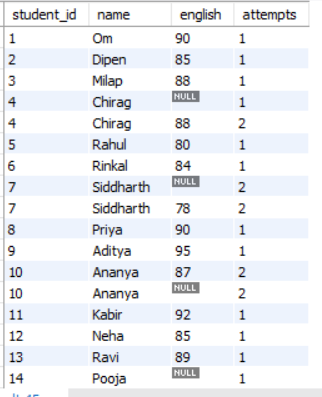 student_id name english attempts
1 Om 90 1
2 Dipen 85 1
3 Milap 88 1
4 Chirag NULL 1
4 Chirag 88 2
5 Rahul 80 1
6 Rinkal 84 1
7 Siddharth NULL 2
7 Siddharth 78 2
8 Priya 90 1
9 Aditya 95 1
10 Ananya 87 2
10 Ananya NULL 2
11 Kabir 92 1
12 Neha 85 1
13 Ravi 89 1
14 Pooja NULL 1